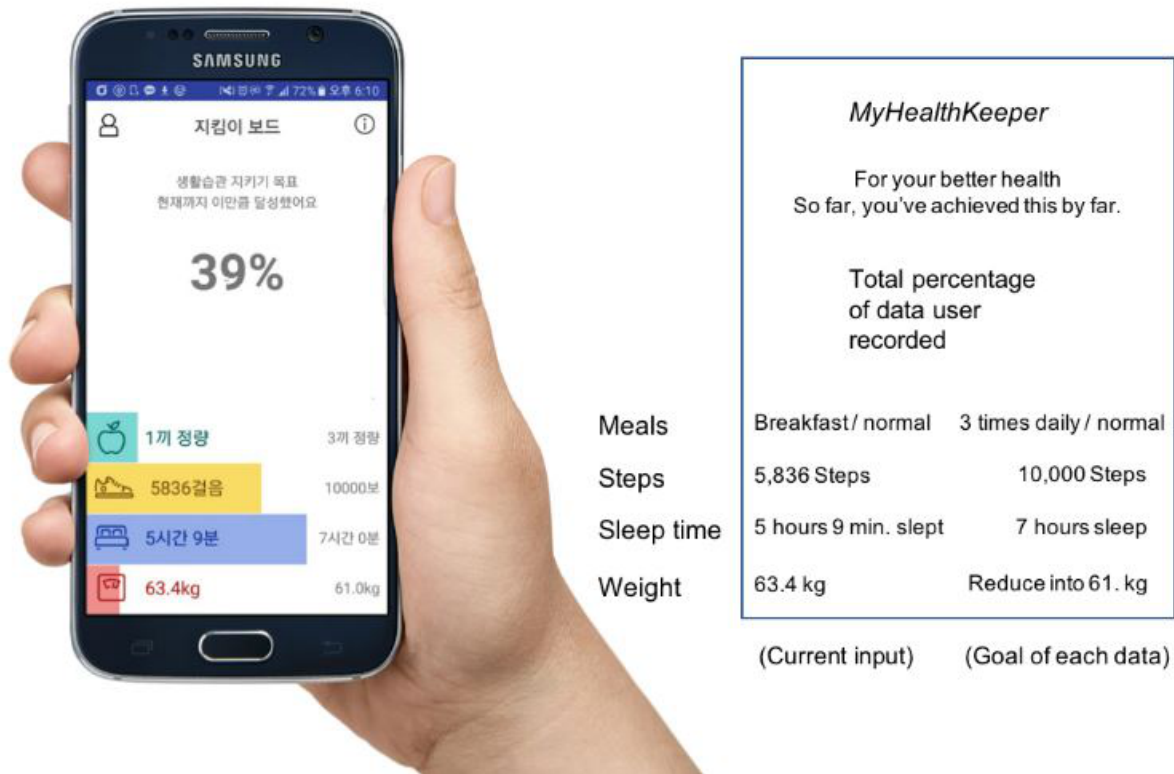 SAMSUNG
72% 오후 6:10
지킴이 보드
생활습관 지키기 목표
현재까지 이만큼 달성했어요
39%
1끼 정량 3끼 정량
5836걸음 10000보
5시간 9분 7시간 0분
63.4kg 61.0kg
MyHealthKeeper
For your better health
So far, you've achieved this by far.
Total percentage
of data user
recorded
Meals Breakfast / normal 3 times daily / normal
Steps 5,836 Steps 10,000 Steps
Sleep time 5 hours 9 min. slept 7 hours sleep
Weight 63.4 kg Reduce into 61. kg
(Current input) (Goal of each data)